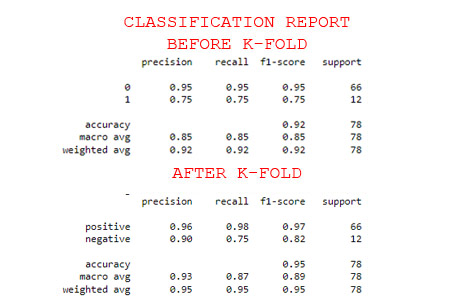 CLASSIFICATION REPORT
BEFORE K-FOLD
precision recall f1-score support
0 0.95 0.95 0.95 66
1 0.75 0.75 0.75 12
accuracy 0.92 78
macro avg 0.85 0.85 0.85 78
weighted avg 0.92 0.92 0.92 78
AFTER K-FOLD
-
precision recall f1-score support
positive 0.96 0.98 0.97 66
negative 0.90 0.75 0.82 12
accuracy 0.95 78
macro avg 0.93 0.87 0.89 78
weighted avg 0.95 0.95 0.95 78